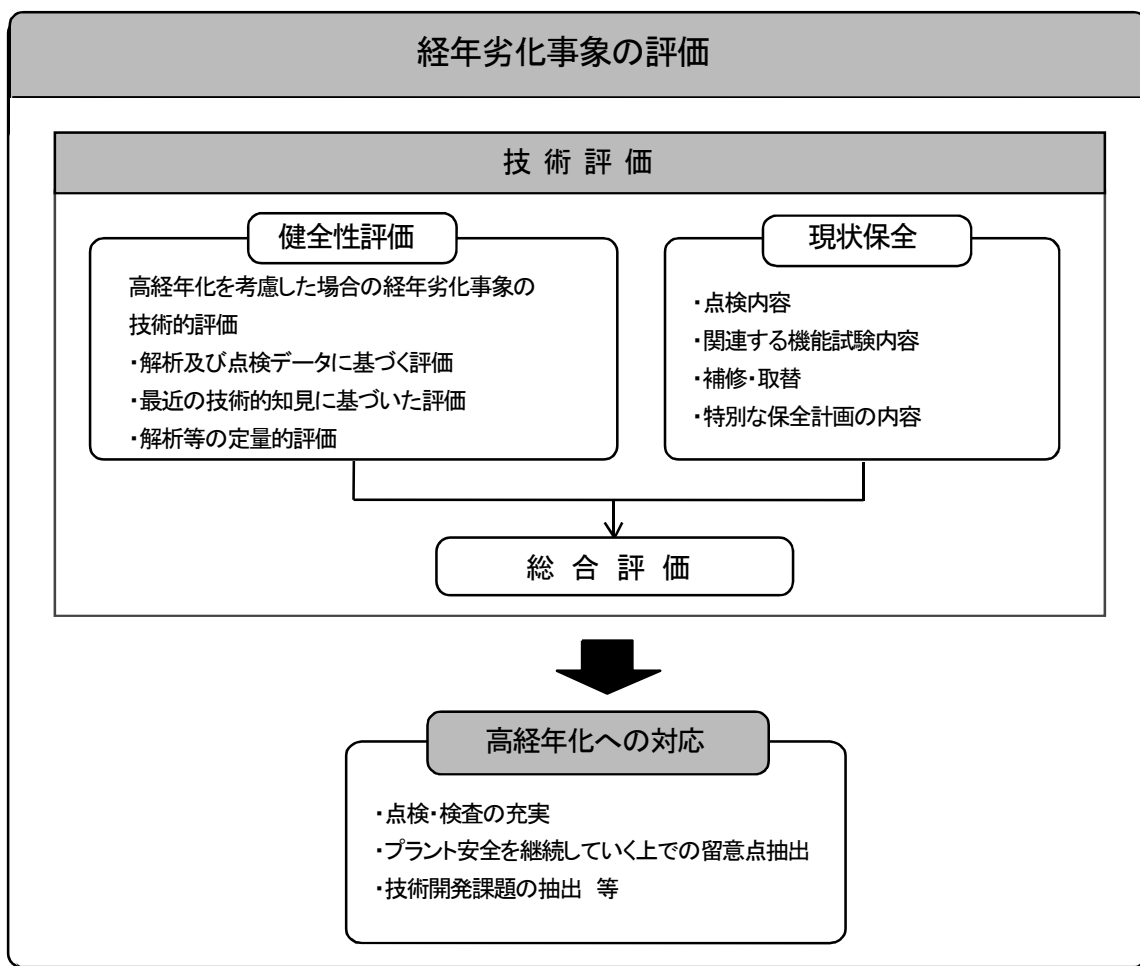 経年劣化事象の評価
技術評価
健全性評価
高経年化を考慮した場合の経年劣化事象の
技術的評価
・解析及び点検データに基づく評価
・最近の技術的知見に基づいた評価
・解析等の定量的評価
現状保全
・点検内容
・関連する機能試験内容
・補修・取替
・特別な保全計画の内容
総合評価
高経年化への対応
・点検・検査の充実
・プラント安全を継続していく上での留意点抽出
・技術開発課題の抽出 等